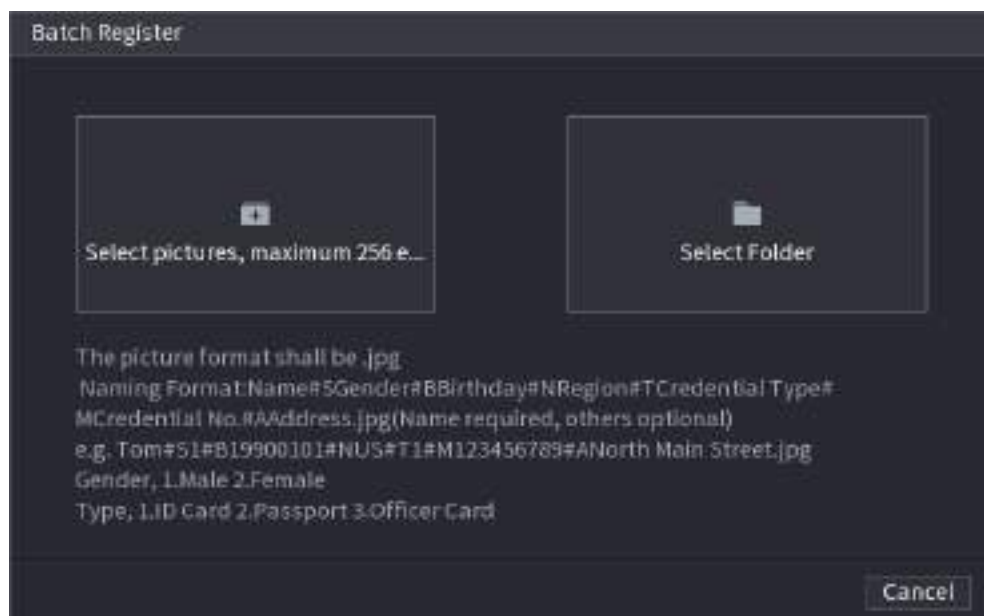 Batch Register
Select pictures, maximum 256 e...
Select Folder
The picture format shall be .jpg
Naming Format:Name#SGender#BBirthday#NRegion#TCredential Type#
MCredential No.#AAddress.jpg(Name required, others optional)
e.g. Tom#S1#B19900101#NUS#T1#M123456789#ANorth Main Street.jpg
Gender, 1.Male 2.Female
Type, 1.ID Card 2.Passport 3.Officer Card
Cancel